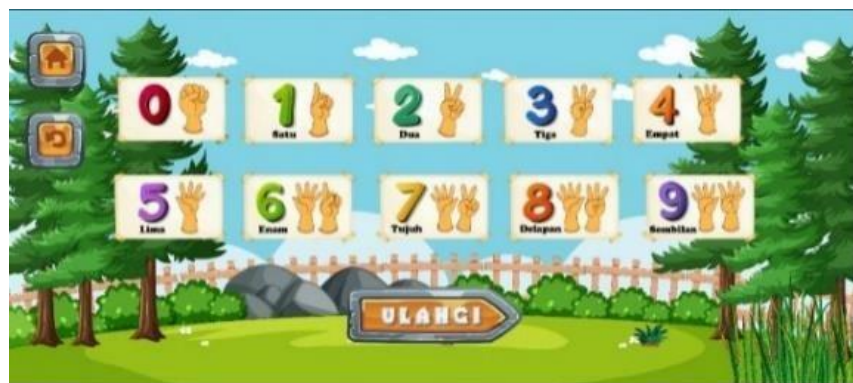 0
1
Satu
2
Dua
3
Tiga
4
Empat
5
Lima
6
Enam
7
Tujuh
8
Delapan
9
Sembilan
ULANGI